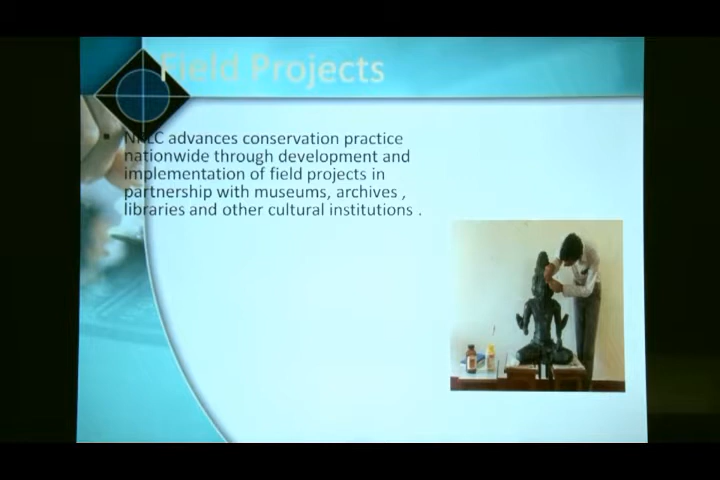 Field Projects
NRLC advances conservation practice
nationwide through development and
implementation of field projects in
partnership with museums, archives ,
libraries and other cultural institutions .